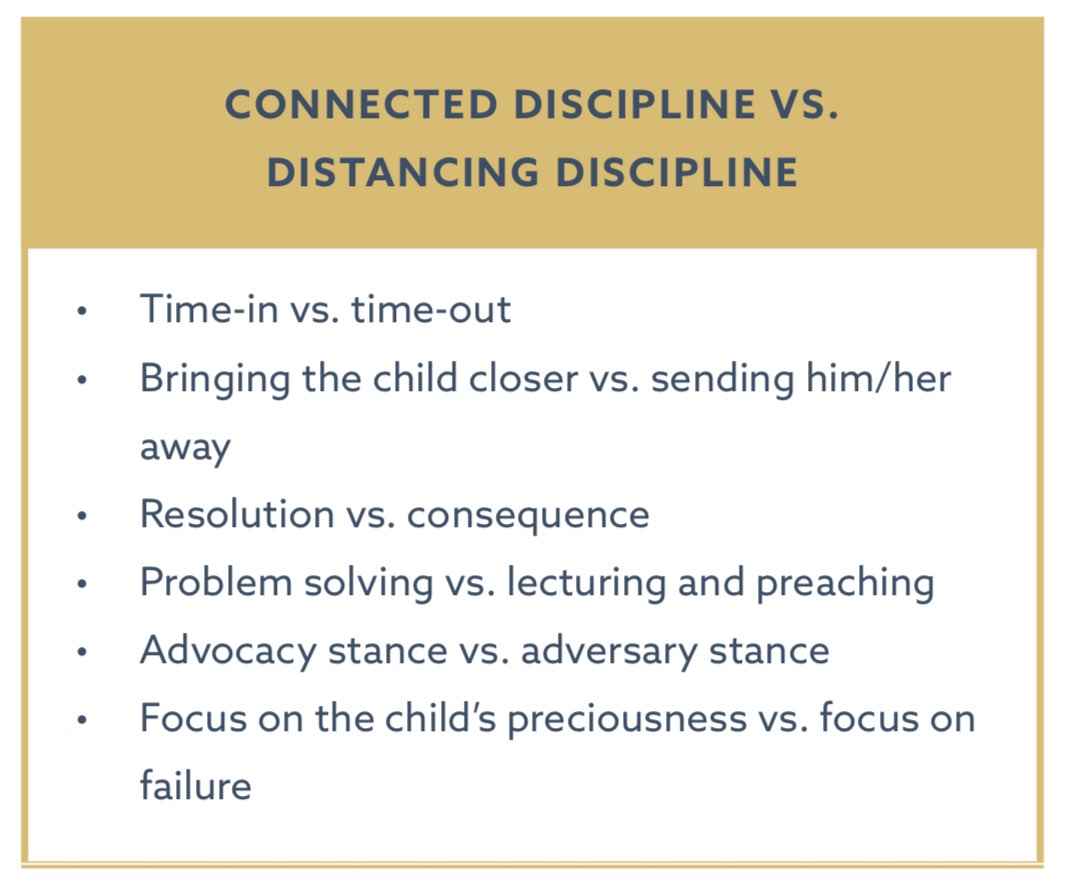 CONNECTED DISCIPLINE VS.
DISTANCING DISCIPLINE
• Time-in vs. time-out
• Bringing the child closer vs. sending him/her
away
• Resolution vs. consequence
• Problem solving vs. lecturing and preaching
• Advocacy stance vs. adversary stance
• Focus on the child’s preciousness vs. focus on
failure